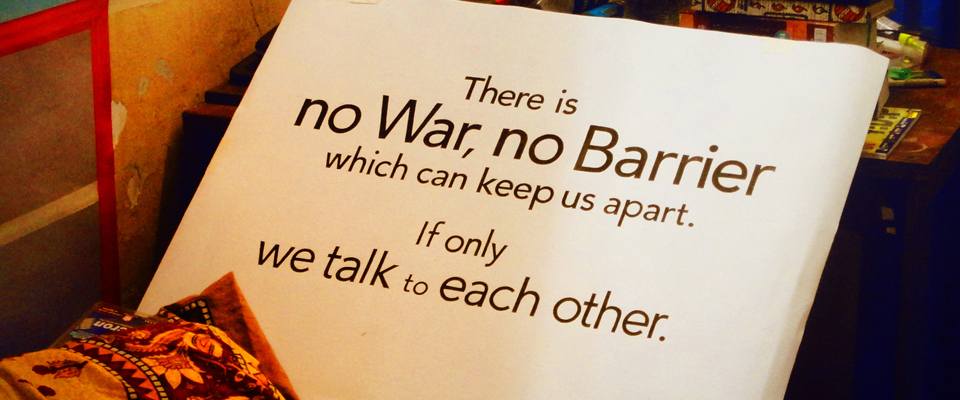 There is
no War, no Barrier
which can keep us apart.
If only
we talk to each other.